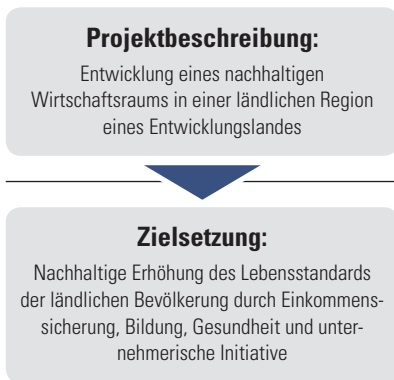 Projektbeschreibung:
Entwicklung eines nachhaltigen
Wirtschaftsraums in einer ländlichen Region
eines Entwicklungslandes
Zielsetzung:
Nachhaltige Erhöhung des Lebensstandards
der ländlichen Bevölkerung durch Einkommens-
sicherung, Bildung, Gesundheit und unter-
nehmerische Initiative